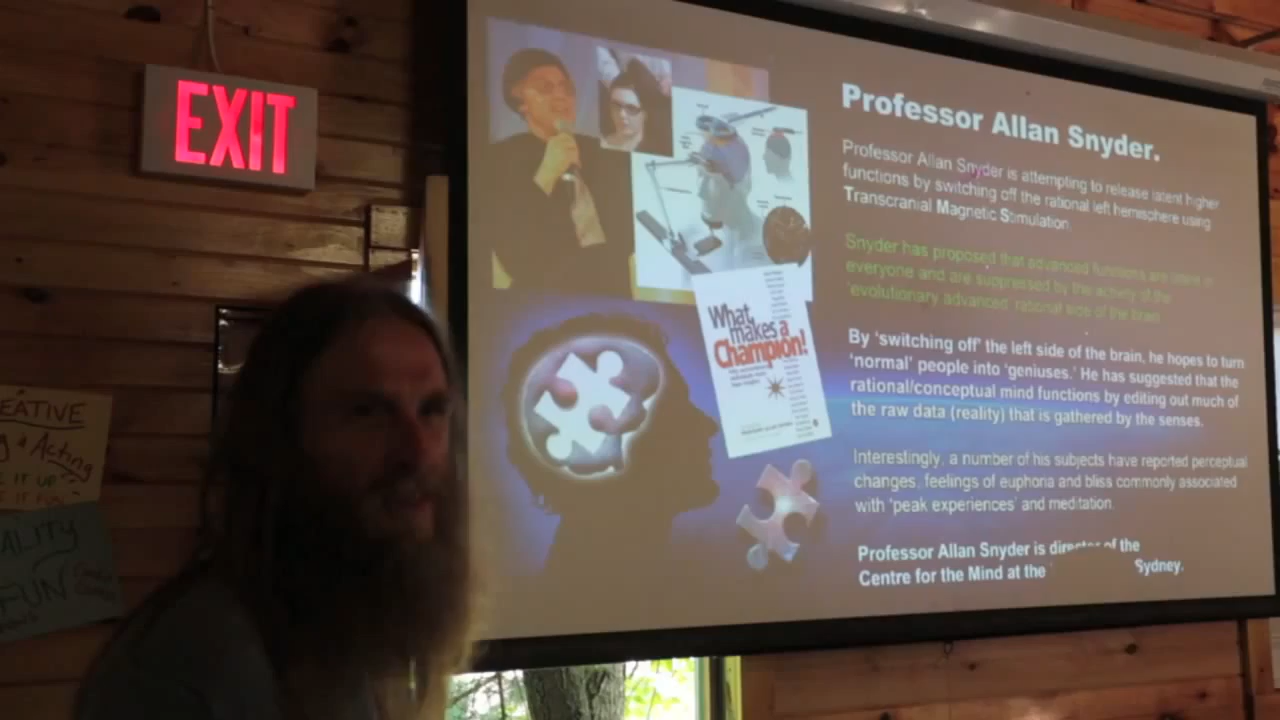 EXIT
Professor Allan Snyder.
Professor Allan Snyder is attempting to release latent higher
functions by switching off the rational left hemisphere using
Transcranial Magnetic Stimulation.
Snyder has proposed that advanced functions are latent in
everyone and are suppressed by the activity of the
'evolutionary advanced' rational side of the brain
By 'switching off' the left side of the brain, he hopes to turn
'normal' people into 'geniuses.' He has suggested that the
rational/conceptual mind functions by editing out much of
the raw data (reality) that is gathered by the senses.
Interestingly, a number of his subjects have reported perceptual
changes, feelings of euphoria and bliss commonly associated
with 'peak experiences' and meditation.
Professor Allan Snyder is director of the
Centre for the Mind at the Sydney.
What
makes a
Champion!
EATIVE
g & Acting
E IT UP
IT FUN
ALITY
FUN